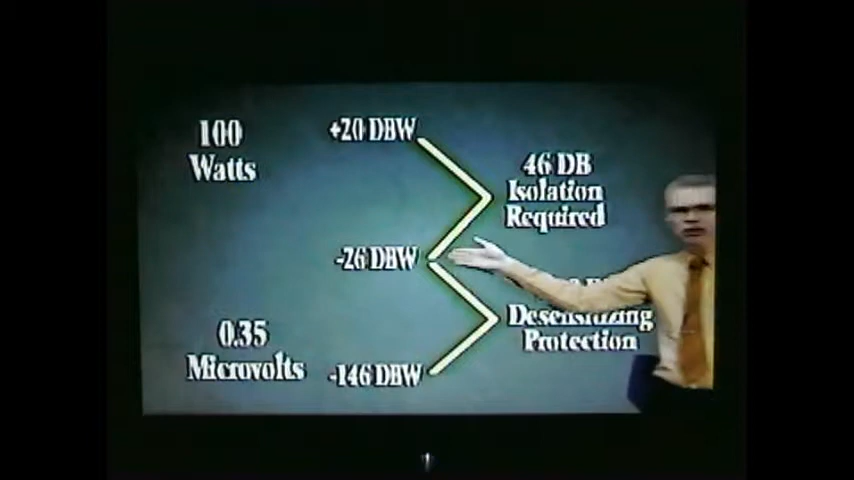 100
Watts
+20 DBW
46 DB
Isolation
Required
-26 DBW
Desensitizing
Protection
0.35
Microvolts
-146 DBW